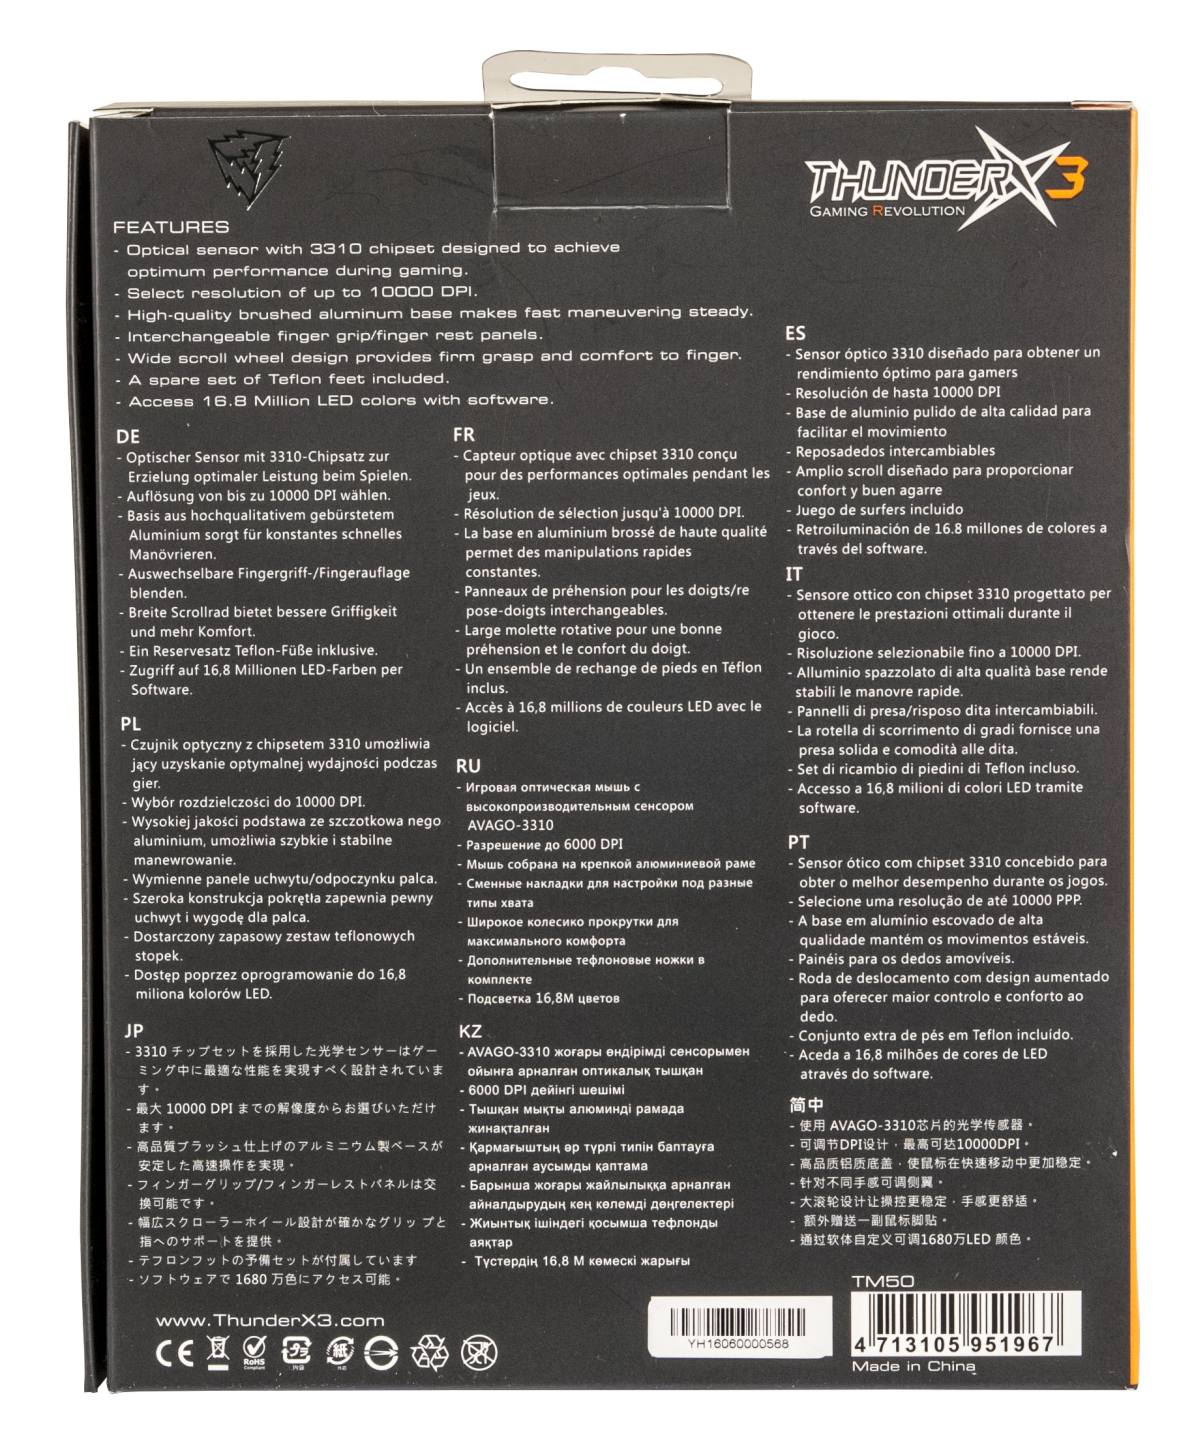 THUNDERX3
GAMING REVOLUTION
FEATURES
- Optical sensor with 3310 chipset designed to achieve
optimum performance during gaming.
- Select resolution of up to 10000 DPI.
- High-quality brushed aluminum base makes fast maneuvering steady.
- Interchangeable finger grip/finger rest panels.
- Wide scroll wheel design provides firm grasp and comfort to finger.
- A spare set of Teflon feet included.
- Access 16.8 Million LED colors with software.
DE
- Optischer Sensor mit 3310-Chipsatz zur
Erzielung optimaler Leistung beim Spielen.
- Auflösung von bis zu 10000 DPI wählen.
- Basis aus hochqualitativem gebürstetem
Aluminium sorgt für konstantes schnelles
Manövrieren.
- Auswechselbare Fingergriff-/Fingerauflage
blenden.
- Breite Scrollrad bietet bessere Griffigkeit
und mehr Komfort.
- Ein Reservesatz Teflon-Füße inklusive.
- Zugriff auf 16,8 Millionen LED-Farben per
Software.
PL
- Czujnik optyczny z chipsetem 3310 umożliwia
jący uzyskanie optymalnej wydajności podczas
gier.
- Wybór rozdzielczości do 10000 DPI.
- Wysokiej jakości podstawa ze szczotkowa nego
aluminium, umożliwia szybkie i stabilne
manewrowanie.
- Wymienne panele uchwytu/odpoczynku palca.
- Szeroka konstrukcja pokrętła zapewnia pewny
uchwyt i wygodę dla palca.
- Dostarczony zapasowy zestaw teflonowych
stopek.
- Dostęp poprzez oprogramowanie do 16,8
miliona kolorów LED.
JP
- 3310 チップセットを採用した光学センサーはゲー
ミング中に最適な性能を実現すべく設計されていま
す。
- 最大 10000 DPI までの解像度からお選びいただけ
ます。
- 高品質ブラッシュ仕上げのアルミニウム製ベースが
安定した高速操作を実現。
- フィンガーグリップ/フィンガーレストパネルは交
換可能です。
- 幅広スクローラーホイール設計が確かなグリップと
指へのサポートを提供。
- テフロンフットの予備セットが付属しています
- ソフトウェアで 1680 万色にアクセス可能。
FR
- Capteur optique avec chipset 3310 conçu
pour des performances optimales pendant les
jeux.
- Résolution de sélection jusqu'à 10000 DPI.
- La base en aluminium brossé de haute qualité
permet des manipulations rapides
constantes.
- Panneaux de préhension pour les doigts/re
pose-doigts interchangeables.
- Large molette rotative pour une bonne
préhension et le confort du doigt.
- Un ensemble de rechange de pieds en Téflon
inclus.
- Accès à 16,8 millions de couleurs LED avec le
logiciel.
RU
- Игровая оптическая мышь с
высокопроизводительным сенсором
AVAGO-3310
- Разрешение до 6000 DPI
- Мышь собрана на крепкой алюминиевой раме
- Сменные накладки для настройки под разные
типы хвата
- Широкое колесико прокрутки для
максимального комфорта
- Дополнительные тефлоновые ножки в
комплекте
- Подсветка 16,8M цветов
KZ
- AVAGO-3310 жоғары өндірімді сенсорымен
ойынға арналған оптикалық тышқан
- 6000 DPI дейінгі шешімі
- Тышқан мықты алюминді рамада
жинақталған
- Қармағыштың әр түрлі типін баптауға
арналған аусымды қаптама
- Барынша жоғары жайлылыққа арналған
айналдырудың кең көлемді дөңгелектері
- Жиынтық ішіндегі қосымша тефлонды
аяқтар
- Түстердің 16,8 М көмескі жарығы
ES
- Sensor óptico 3310 diseñado para obtener un
rendimiento óptimo para gamers
- Resolución de hasta 10000 DPI
- Base de aluminio pulido de alta calidad para
facilitar el movimiento
- Reposadedos intercambiables
- Amplio scroll diseñado para proporcionar
confort y buen agarre
- Juego de surfers incluido
- Retroiluminación de 16.8 millones de colores a
través del software.
IT
- Sensore ottico con chipset 3310 progettato per
ottenere le prestazioni ottimali durante il
gioco.
- Risoluzione selezionabile fino a 10000 DPI.
- Alluminio spazzolato di alta qualità base rende
stabili le manovre rapide.
- Pannelli di presa/risposo dita intercambiabili.
- La rotella di scorrimento di gradi fornisce una
presa solida e comodità alle dita.
- Set di ricambio di piedini di Teflon incluso.
- Accesso a 16,8 milioni di colori LED tramite
software.
PT
- Sensor ótico com chipset 3310 concebido para
obter o melhor desempenho durante os jogos.
- Selecione uma resolução de até 10000 PPP.
- A base em alumínio escovado de alta
qualidade mantém os movimentos estáveis.
- Painéis para os dedos amovíveis.
- Roda de deslocamento com design aumentado
para oferecer maior controlo e conforto ao
dedo.
- Conjunto extra de pés em Teflon incluído.
- Aceda a 16,8 milhões de cores de LED
através do software.
简中
- 使用 AVAGO-3310芯片的光学传感器。
- 可调节DPI设计，最高可达10000DPI。
- 高品质铝质底盖，使鼠标在快速移动中更加稳定。
- 针对不同手感可调侧翼。
- 大滚轮设计让操控更稳定，手感更舒适。
- 额外赠送一副鼠标脚贴。
- 通过软体自定义可调1680万LED 颜色。
TM50
www.ThunderX3.com
CE
RoHS
YH16060000568
4 713105 951967
Made in China